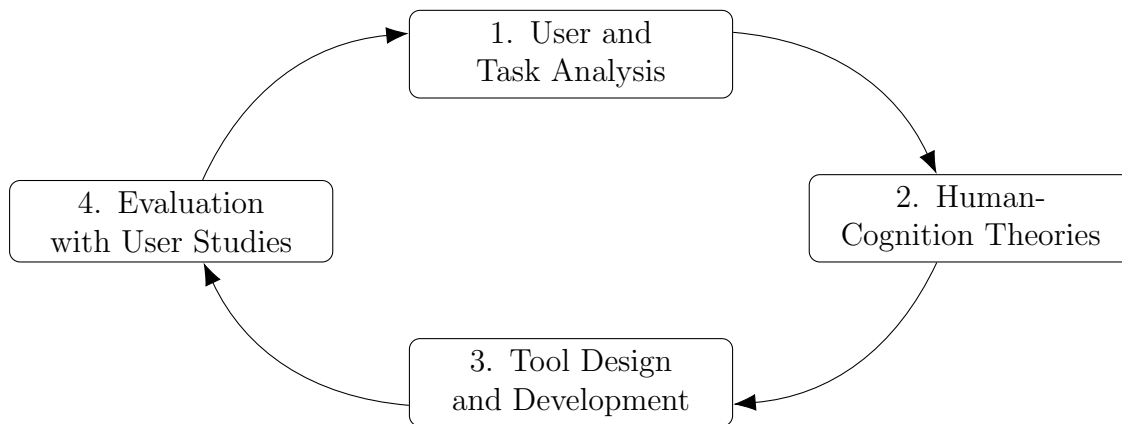 1. User and
Task Analysis
2. Human-
Cognition Theories
3. Tool Design
and Development
4. Evaluation
with User Studies